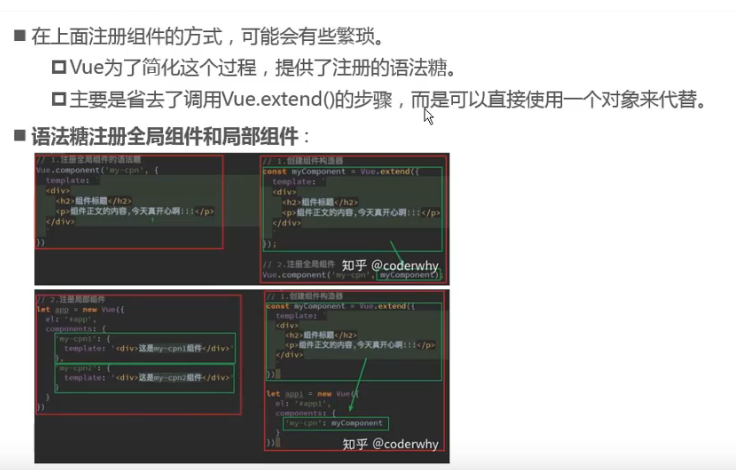 在上面注册组件的方式，可能会有些繁琐。
Vue为了简化这个过程，提供了注册的语法糖。
主要是省去了调用Vue.extend()的步骤，而是可以直接使用一个对象来代替。
语法糖注册全局组件和局部组件：
// 1.注册全局组件的语法糖
Vue.component('my-cpn', {
template: `
<div>
<h2>组件标题</h2>
<p>组件正文的内容,今天真开心啊!!!</p>
</div>
`
})
// 1.创建组件构造器
const myComponent = Vue.extend({
template: `
<div>
<h2>组件标题</h2>
<p>组件正文的内容,今天真开心啊!!!</p>
</div>
`
});
// 2.注册全局组件
知乎 @coderwhy
Vue.component('my-cpn', myComponent);
// 2.注册局部组件
let app = new Vue({
el: '#app',
components: {
'my-cpn1': {
template: '<div>这是my-cpn1组件</div>'
},
'my-cpn2': {
template: '<div>这是my-cpn2组件</div>'
}
}
})
// 1.创建组件构造器
const myComponent = Vue.extend({
template: `
<div>
<h2>组件标题</h2>
<p>组件正文的内容,今天真开心啊!!!</p>
</div>
`
})
let app1 = new Vue({
el: '#app1',
components: {
'my-cpn': myComponent
}
})
知乎 @coderwhy